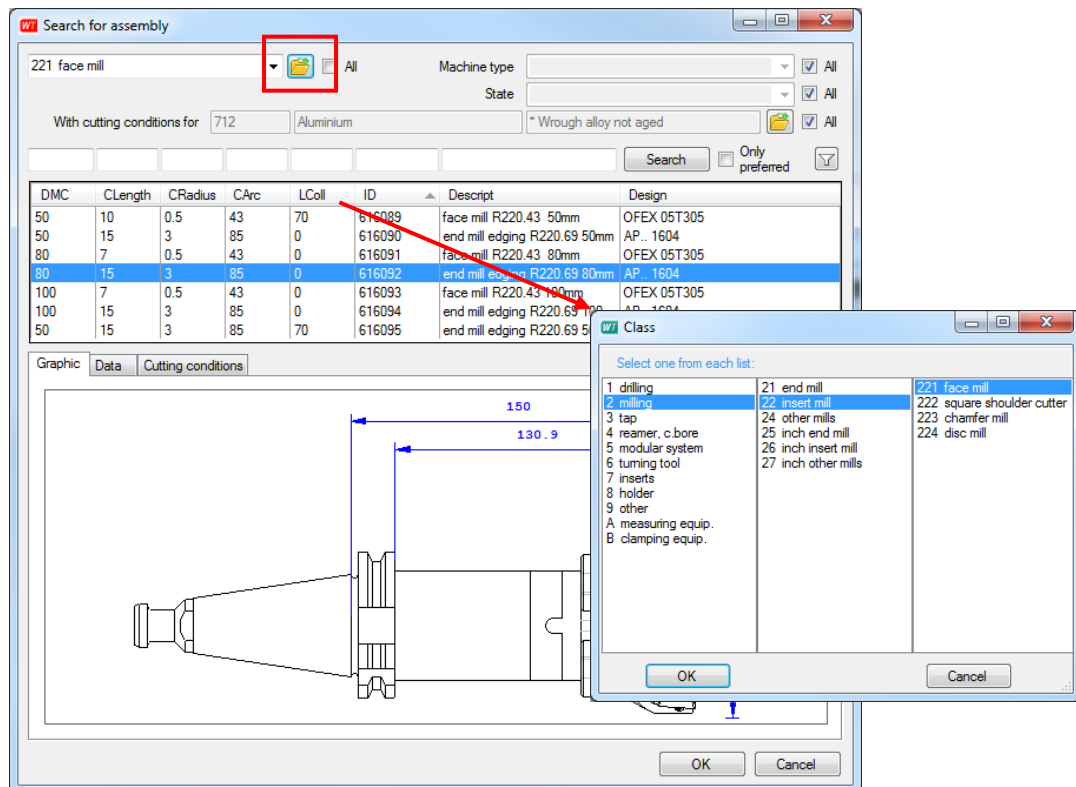 WT Search for assembly
221 face mill All Machine type All
State All
With cutting conditions for 712 Aluminium * Wrough alloy not aged All
Search Only preferred
DMC CLength CRadius CArc LColl ID Descript Design
50 10 0.5 43 70 616089 face mill R220.43 50mm OFEX 05T305
50 15 3 85 0 616090 end mill edging R220.69 50mm AP.. 1604
80 7 0.5 43 0 616091 face mill R220.43 80mm OFEX 05T305
80 15 3 85 0 616092 end mill edging R220.69 80mm AP.. 1604
100 7 0.5 43 0 616093 face mill R220.43 100mm OFEX 05T305
100 15 3 85 0 616094 end mill edging R220.69 100 AP.. 1604
50 15 3 85 70 616095 end mill edging R220.69 5
Graphic Data Cutting conditions
150
130.9
OK Cancel
WT Class
Select one from each list:
1 drilling 21 end mill 221 face mill
2 milling 22 insert mill 222 square shoulder cutter
3 tap 24 other mills 223 chamfer mill
4 reamer, c.bore 25 inch end mill 224 disc mill
5 modular system 26 inch insert mill
6 turning tool 27 inch other mills
7 inserts
8 holder
9 other
A measuring equip.
B clamping equip.
OK Cancel